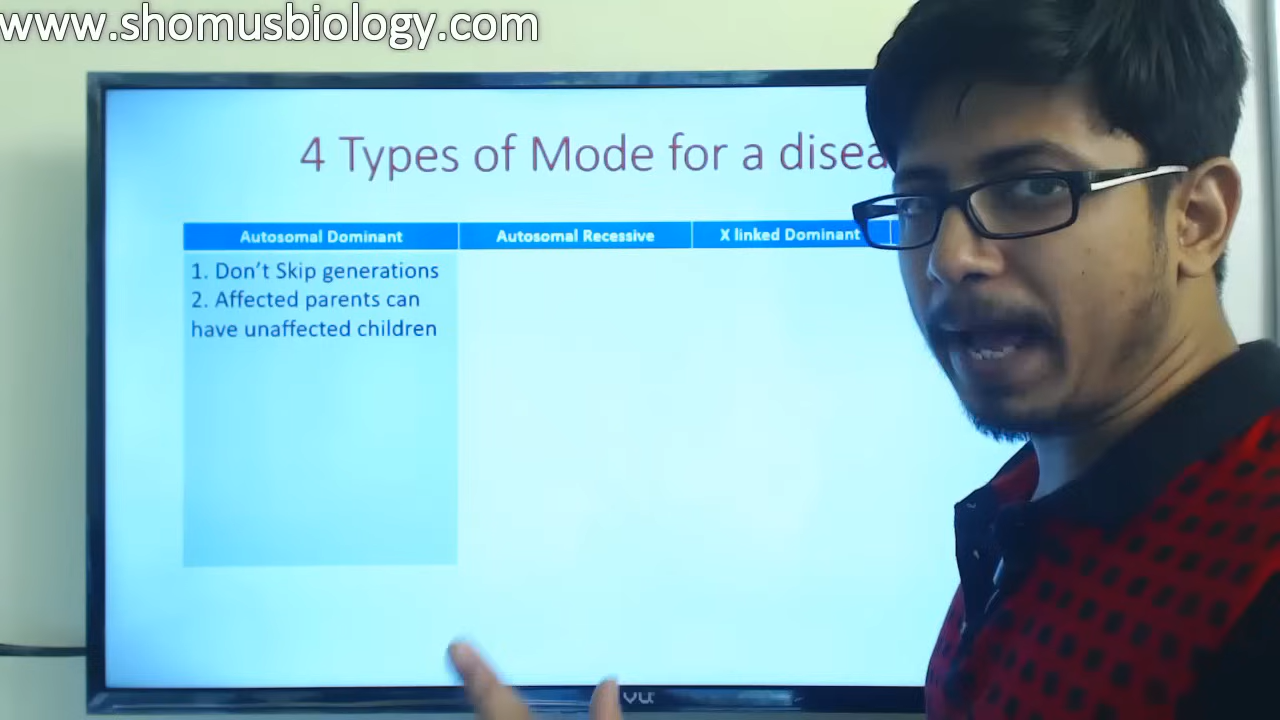 www.shomusbiology.com
4 Types of Mode for a disea
Autosomal Dominant
Autosomal Recessive
X linked Dominant
1. Don't Skip generations
2. Affected parents can
have unaffected children
VU